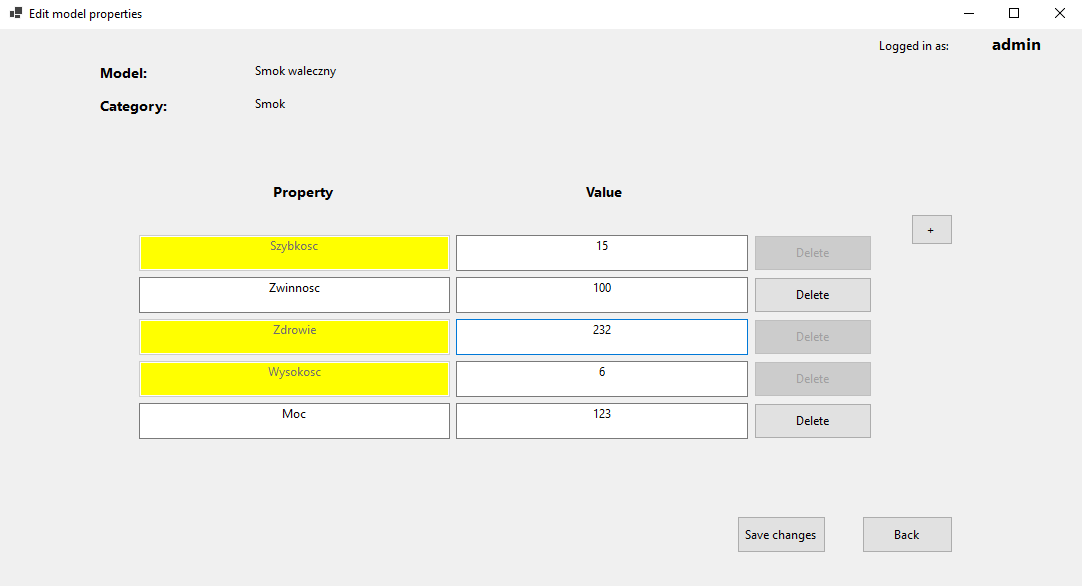 Edit model properties
Logged in as: admin
Model: Smok waleczny
Category: Smok
Property Value
+
Szybkosc 15 Delete
Zwinnosc 100 Delete
Zdrowie 232 Delete
Wysokosc 6 Delete
Moc 123 Delete
Save changes Back